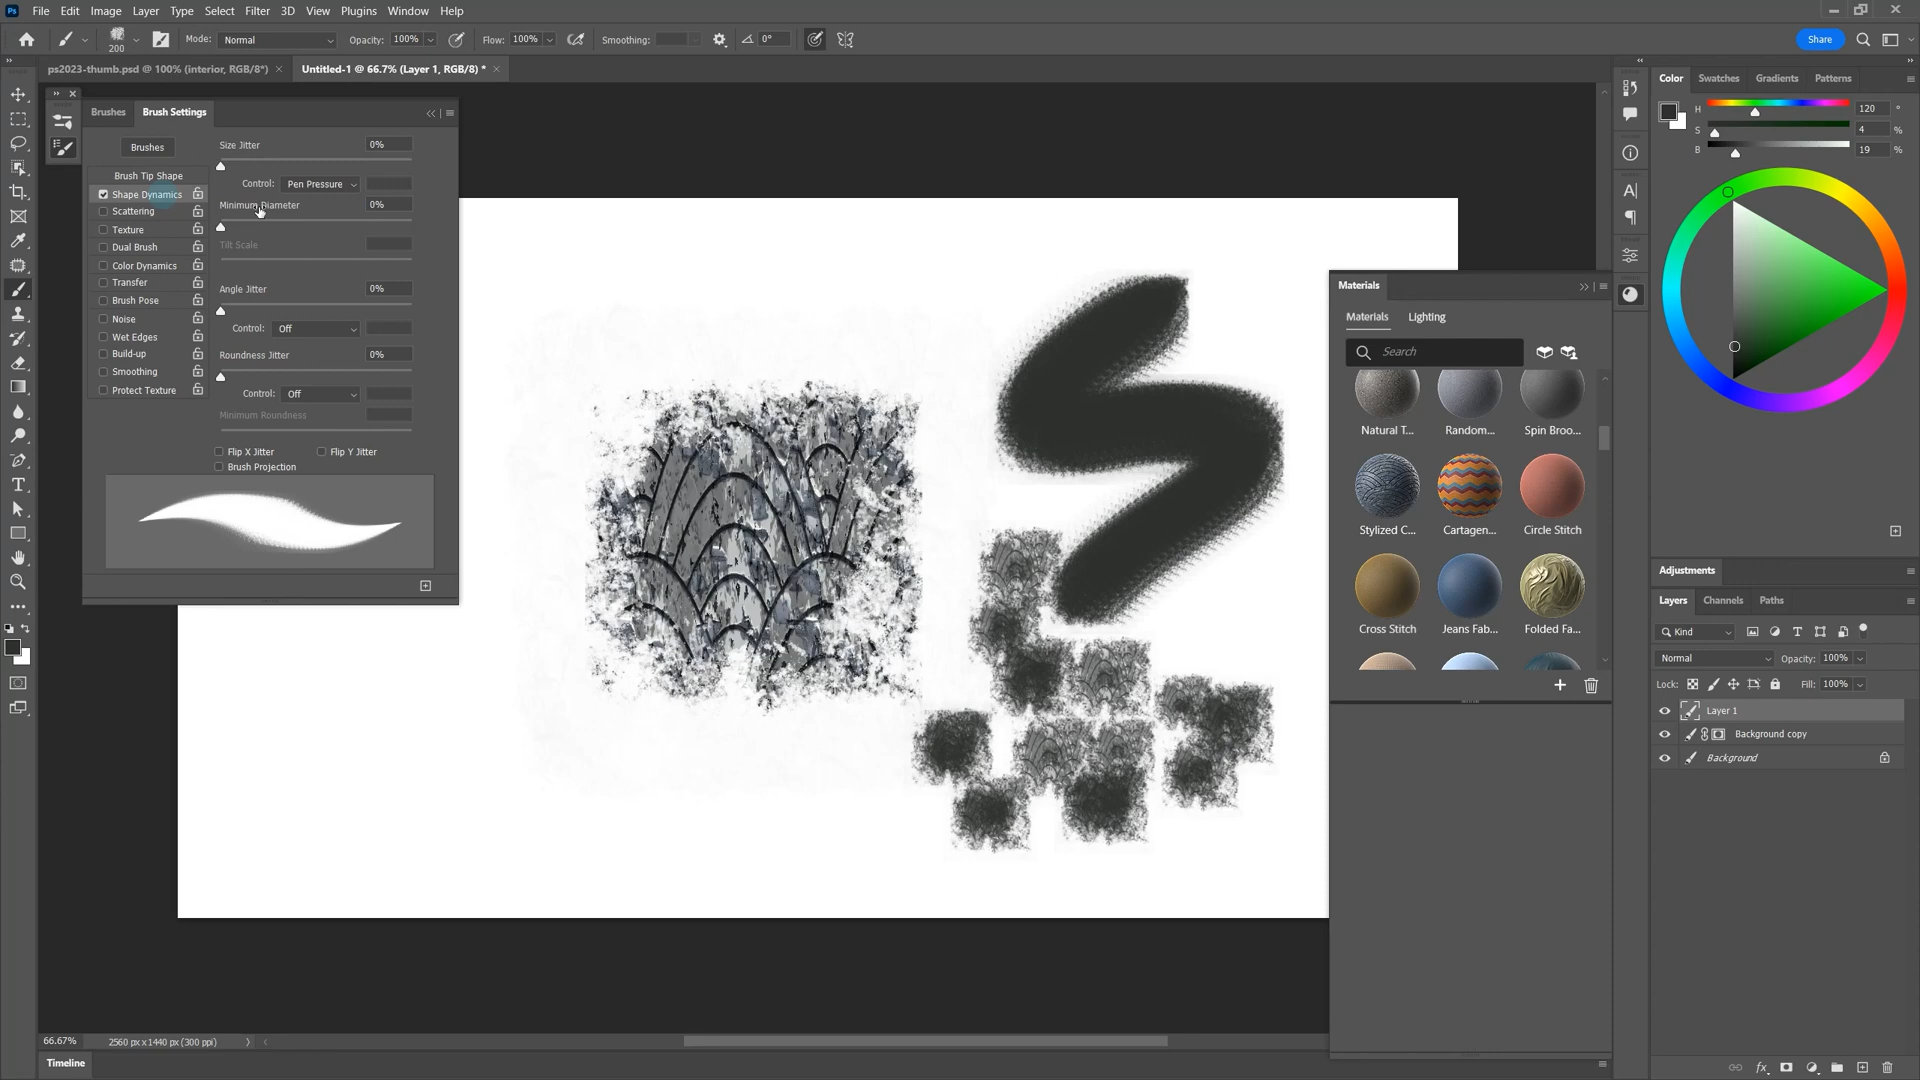 Ps File Edit Image Layer Type Select Filter 3D View Plugins Window Help
200 Mode: Normal Opacity: 100% Flow: 100% Smoothing: 0° Share
ps2023-thumb.psd @ 100% (interior, RGB/8*) × Untitled-1 @ 66.7% (Layer 1, RGB/8) * ×
Brushes Brush Settings
Brushes
Brush Tip Shape
Shape Dynamics
Scattering
Texture
Dual Brush
Color Dynamics
Transfer
Brush Pose
Noise
Wet Edges
Build-up
Smoothing
Protect Texture
Size Jitter 0%
Control: Pen Pressure
Minimum Diameter 0%
Tilt Scale
Angle Jitter 0%
Control: Off
Roundness Jitter 0%
Control: Off
Minimum Roundness
Flip X Jitter Flip Y Jitter
Brush Projection
Materials
Materials Lighting
Search
Natural T... Random... Spin Broo...
Stylized C... Cartagen... Circle Stitch
Cross Stitch Jeans Fab... Folded Fa...
Color Swatches Gradients Patterns
H 120 °
S 4 %
B 19 %
Adjustments
Layers Channels Paths
Kind
Normal Opacity: 100%
Lock: Fill: 100%
Layer 1
Background copy
Background
fx
66.67% 2560 px x 1440 px (300 ppi)
Timeline